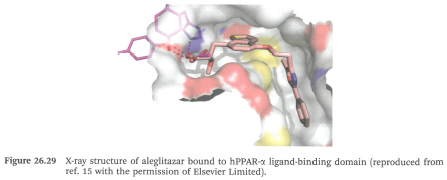 Figure 26.29 X-ray structure of aleglitazar bound to hPPAR-α ligand-binding domain (reproduced from
ref. 15 with the permission of Elsevier Limited).